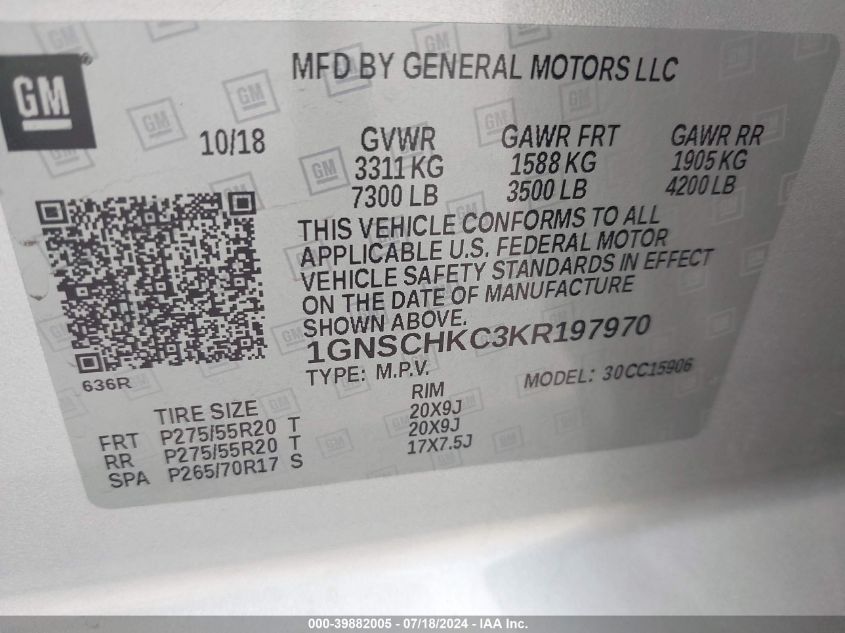 GM
MFD BY GENERAL MOTORS LLC
10/18
GVWR GAWR FRT GAWR RR
3311 KG 1588 KG 1905 KG
7300 LB 3500 LB 4200 LB
THIS VEHICLE CONFORMS TO ALL
APPLICABLE U.S. FEDERAL MOTOR
VEHICLE SAFETY STANDARDS IN EFFECT
ON THE DATE OF MANUFACTURE
SHOWN ABOVE.
1GNSCHKC3KR197970
636R
TYPE: M.P.V. MODEL: 30CC15906
TIRE SIZE RIM
FRT P275/55R20 T 20X9J
RR P275/55R20 T 20X9J
SPA P265/70R17 S 17X7.5J
000-39882005 - 07/18/2024 - IAA Inc.